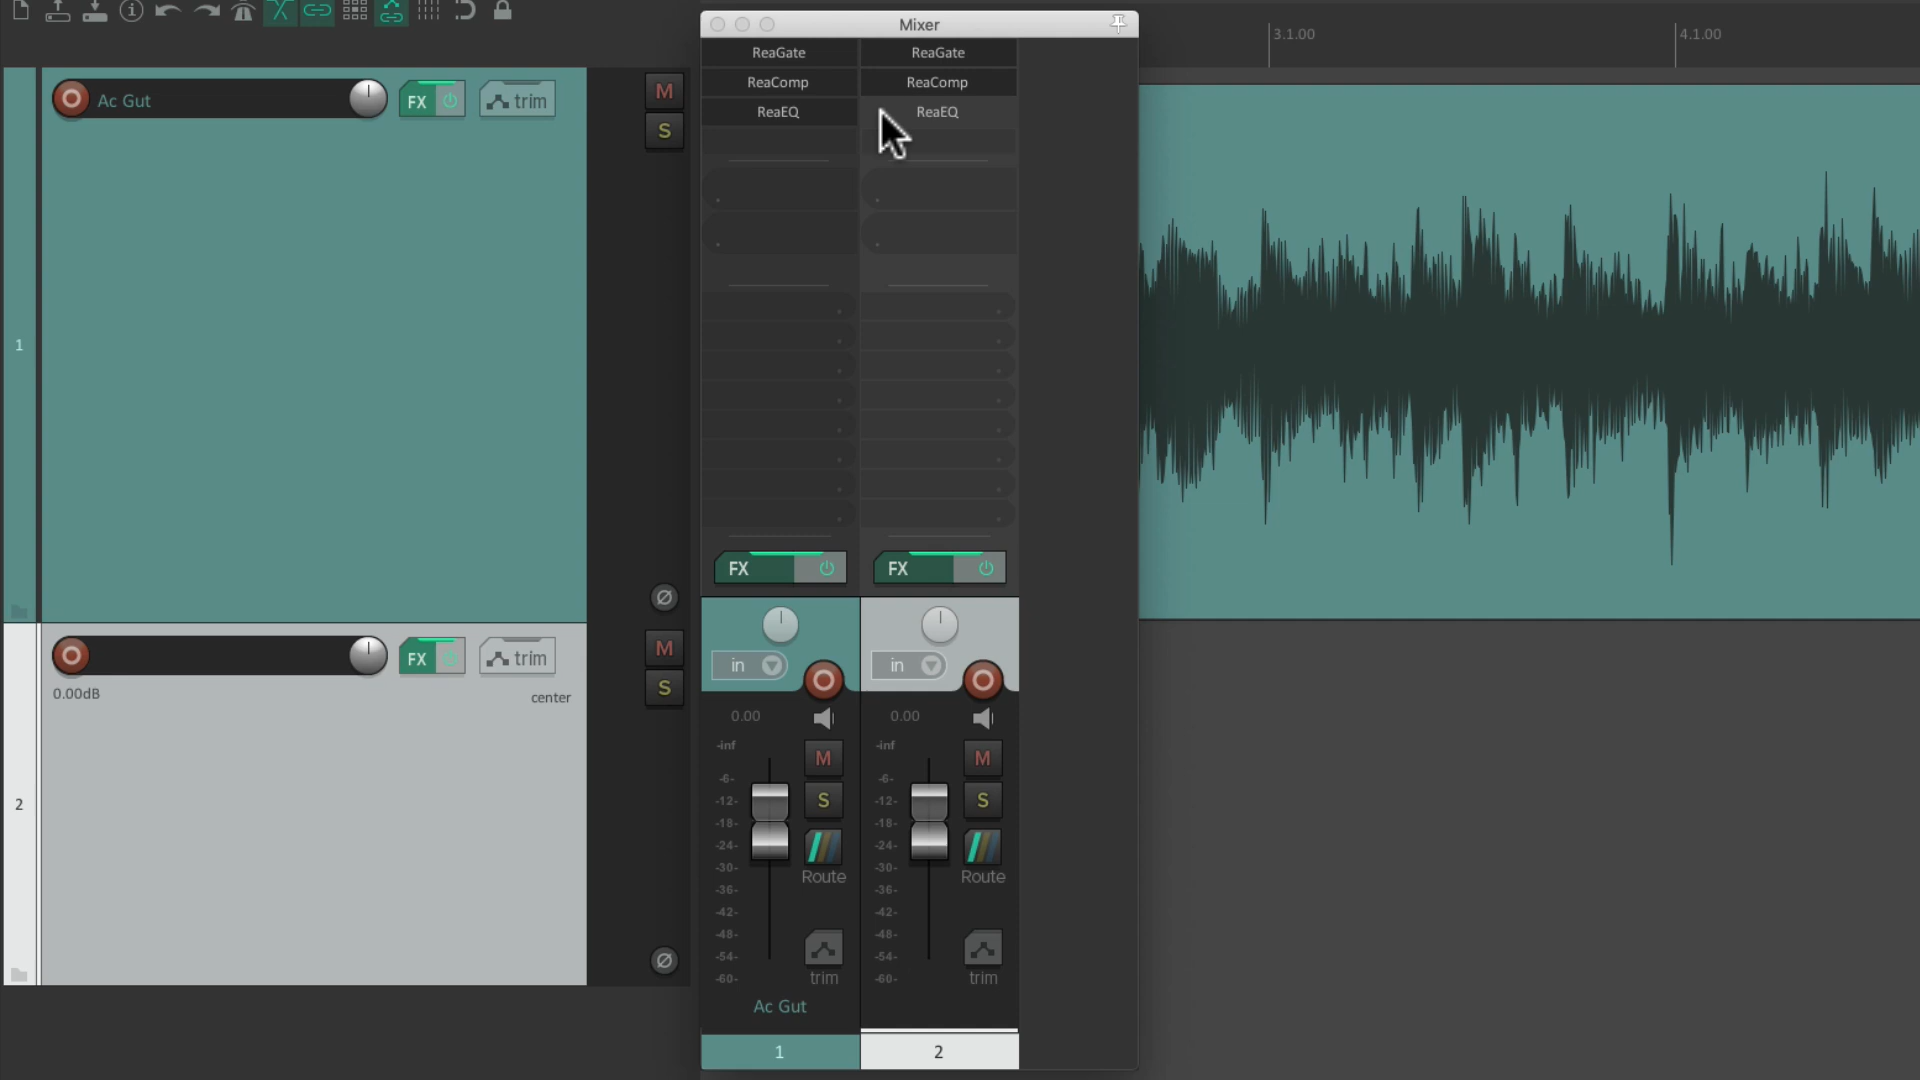 Mixer
3.1.00
4.1.00
Ac Gut
FX
trim
M
S
1
ReaGate
ReaComp
ReaEQ
ReaGate
ReaComp
ReaEQ
FX
FX
FX
trim
M
S
0.00dB
center
2
in
in
0.00
0.00
-inf
-6-
-12-
-18-
-24-
-30-
-36-
-42-
-48-
-54-
-60-
M
S
Route
trim
-inf
-6-
-12-
-18-
-24-
-30-
-36-
-42-
-48-
-54-
-60-
M
S
Route
trim
Ac Gut
1
2